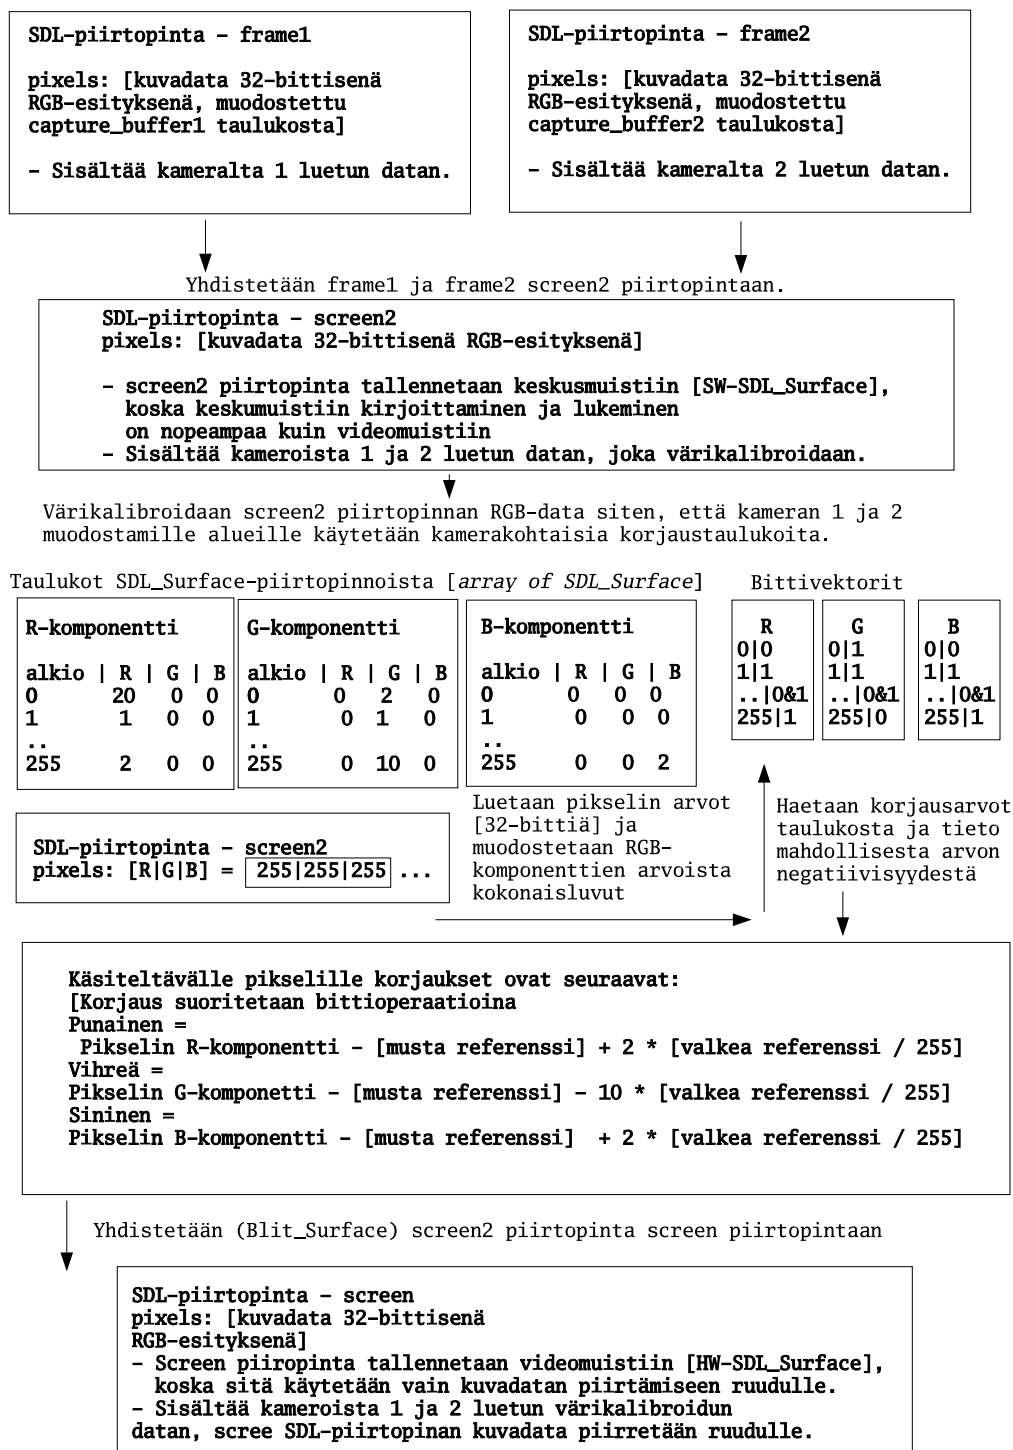 SDL-piirtopinta - frame1
pixels: [kuvadata 32-bittisenä
RGB-esityksenä, muodostettu
capture_buffer1 taulukosta]
- Sisältää kameralta 1 luetun datan.
SDL-piirtopinta - frame2
pixels: [kuvadata 32-bittisenä
RGB-esityksenä, muodostettu
capture_buffer2 taulukosta]
- Sisältää kameralta 2 luetun datan.
Yhdistetään frame1 ja frame2 screen2 piirtopintaan.
SDL-piirtopinta - screen2
pixels: [kuvadata 32-bittisenä RGB-esityksenä]
- screen2 piirtopinta tallennetaan keskusmuistiin [SW-SDL_Surface],
koska keskumuistiin kirjoittaminen ja lukeminen
on nopeampaa kuin videomuistiin
- Sisältää kameroista 1 ja 2 luetun datan, joka värikalibroidaan.
Värikalibroidaan screen2 piirtopinnan RGB-data siten, että kameran 1 ja 2
muodostamille alueille käytetään kamerakohtaisia korjaustaulukoita.
Taulukot SDL_Surface-piirtopinnoista [array of SDL_Surface]
R-komponentti
alkio | R | G | B
0 20 0 0
1 1 0 0
..
255 2 0 0
G-komponentti
alkio | R | G | B
0 0 2 0
1 0 1 0
..
255 0 10 0
B-komponentti
alkio | R | G | B
0 0 0 0
1 0 0 0
..
255 0 0 2
Bittivektorit
R
0|0
1|1
..|0&1
255|1
G
0|1
1|1
..|0&1
255|0
B
0|0
1|1
..|0&1
255|1
SDL-piirtopinta - screen2
pixels: [R|G|B] = 255|255|255 ...
Luetaan pikselin arvot
[32-bittiä] ja
muodostetaan RGB-
komponenttien arvoista
kokonaisluvut
Haetaan korjausarvot
taulukosta ja tieto
mahdollisesta arvon
negatiivisyydestä
Käsiteltävälle pikselille korjaukset ovat seuraavat:
[Korjaus suoritetaan bittioperaatioina
Punainen =
Pikselin R-komponentti - [musta referenssi] + 2 * [valkea referenssi / 255]
Vihreä =
Pikselin G-komponetti - [musta referenssi] - 10 * [valkea referenssi / 255]
Sininen =
Pikselin B-komponentti - [musta referenssi] + 2 * [valkea referenssi / 255]
Yhdistetään (Blit_Surface) screen2 piirtopinta screen piirtopintaan
SDL-piirtopinta - screen
pixels: [kuvadata 32-bittisenä
RGB-esityksenä]
- Screen piiropinta tallennetaan videomuistiin [HW-SDL_Surface],
koska sitä käytetään vain kuvadatan piirtämiseen ruudulle.
- Sisältää kameroista 1 ja 2 luetun värikalibroidun
datan, scree SDL-piirtopinan kuvadata piirretään ruudulle.